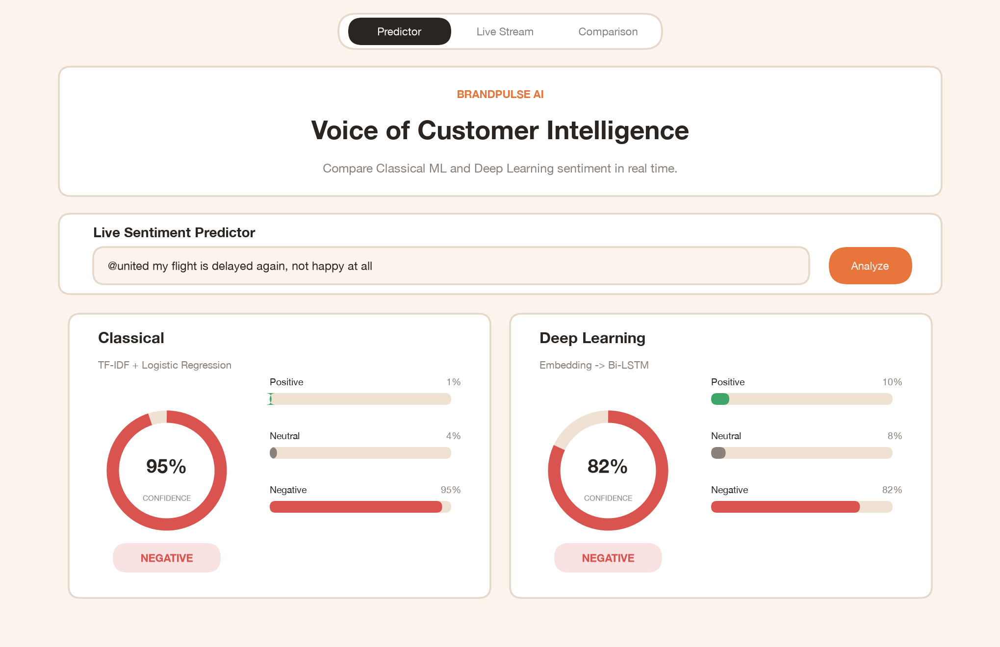 Predictor
Live Stream
Comparison
BRANDPULSE AI
Voice of Customer Intelligence
Compare Classical ML and Deep Learning sentiment in real time.
Live Sentiment Predictor
@united my flight is delayed again, not happy at all
Analyze
Classical
TF-IDF + Logistic Regression
Positive 1%
Neutral 4%
Negative 95%
95%
CONFIDENCE
NEGATIVE
Deep Learning
Embedding -> Bi-LSTM
Positive 10%
Neutral 8%
Negative 82%
82%
CONFIDENCE
NEGATIVE